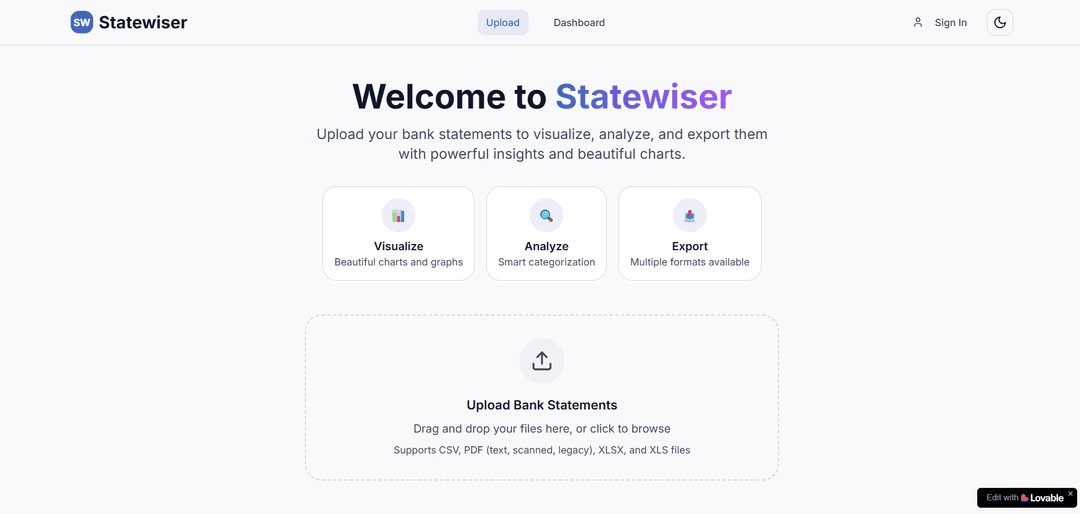 SW Statewiser
Upload
Dashboard
Sign In
Welcome to Statewiser
Upload your bank statements to visualize, analyze, and export them
with powerful insights and beautiful charts.
Visualize
Beautiful charts and graphs
Analyze
Smart categorization
Export
Multiple formats available
Upload Bank Statements
Drag and drop your files here, or click to browse
Supports CSV, PDF (text, scanned, legacy), XLSX, and XLS files
Edit with Lovable